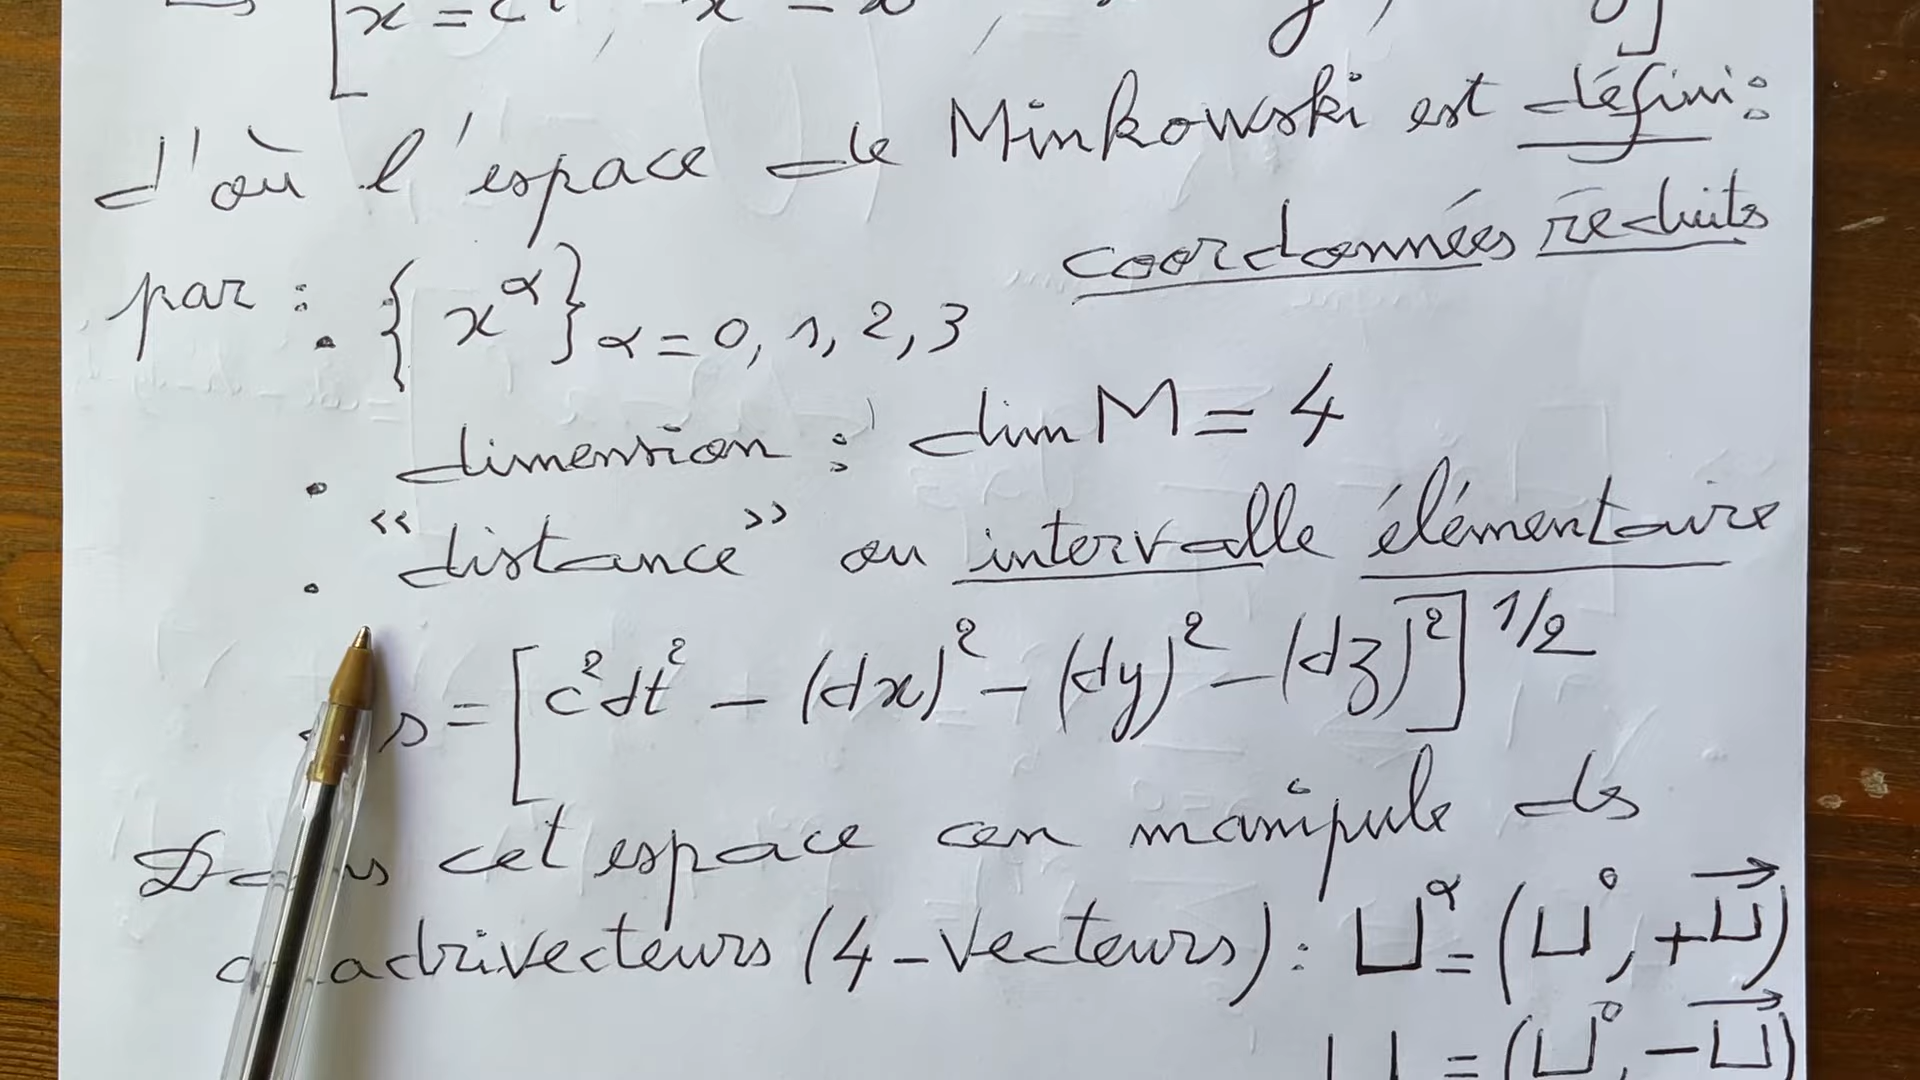 [x = c
d'où l'espace de Minkowski est défini:
coordonnées réduits
par : . {x^α} α = 0, 1, 2, 3
. dimension : dim M = 4
. "distance" ou intervalle élémentaire
s = [c²dt² - (dx)² - (dy)² - (dz)²]^1/2
cet espace on manipule des
quadrivecteurs (4-Vecteurs) : U^α = (U°, +U⃗)
= (U°, -U⃗)